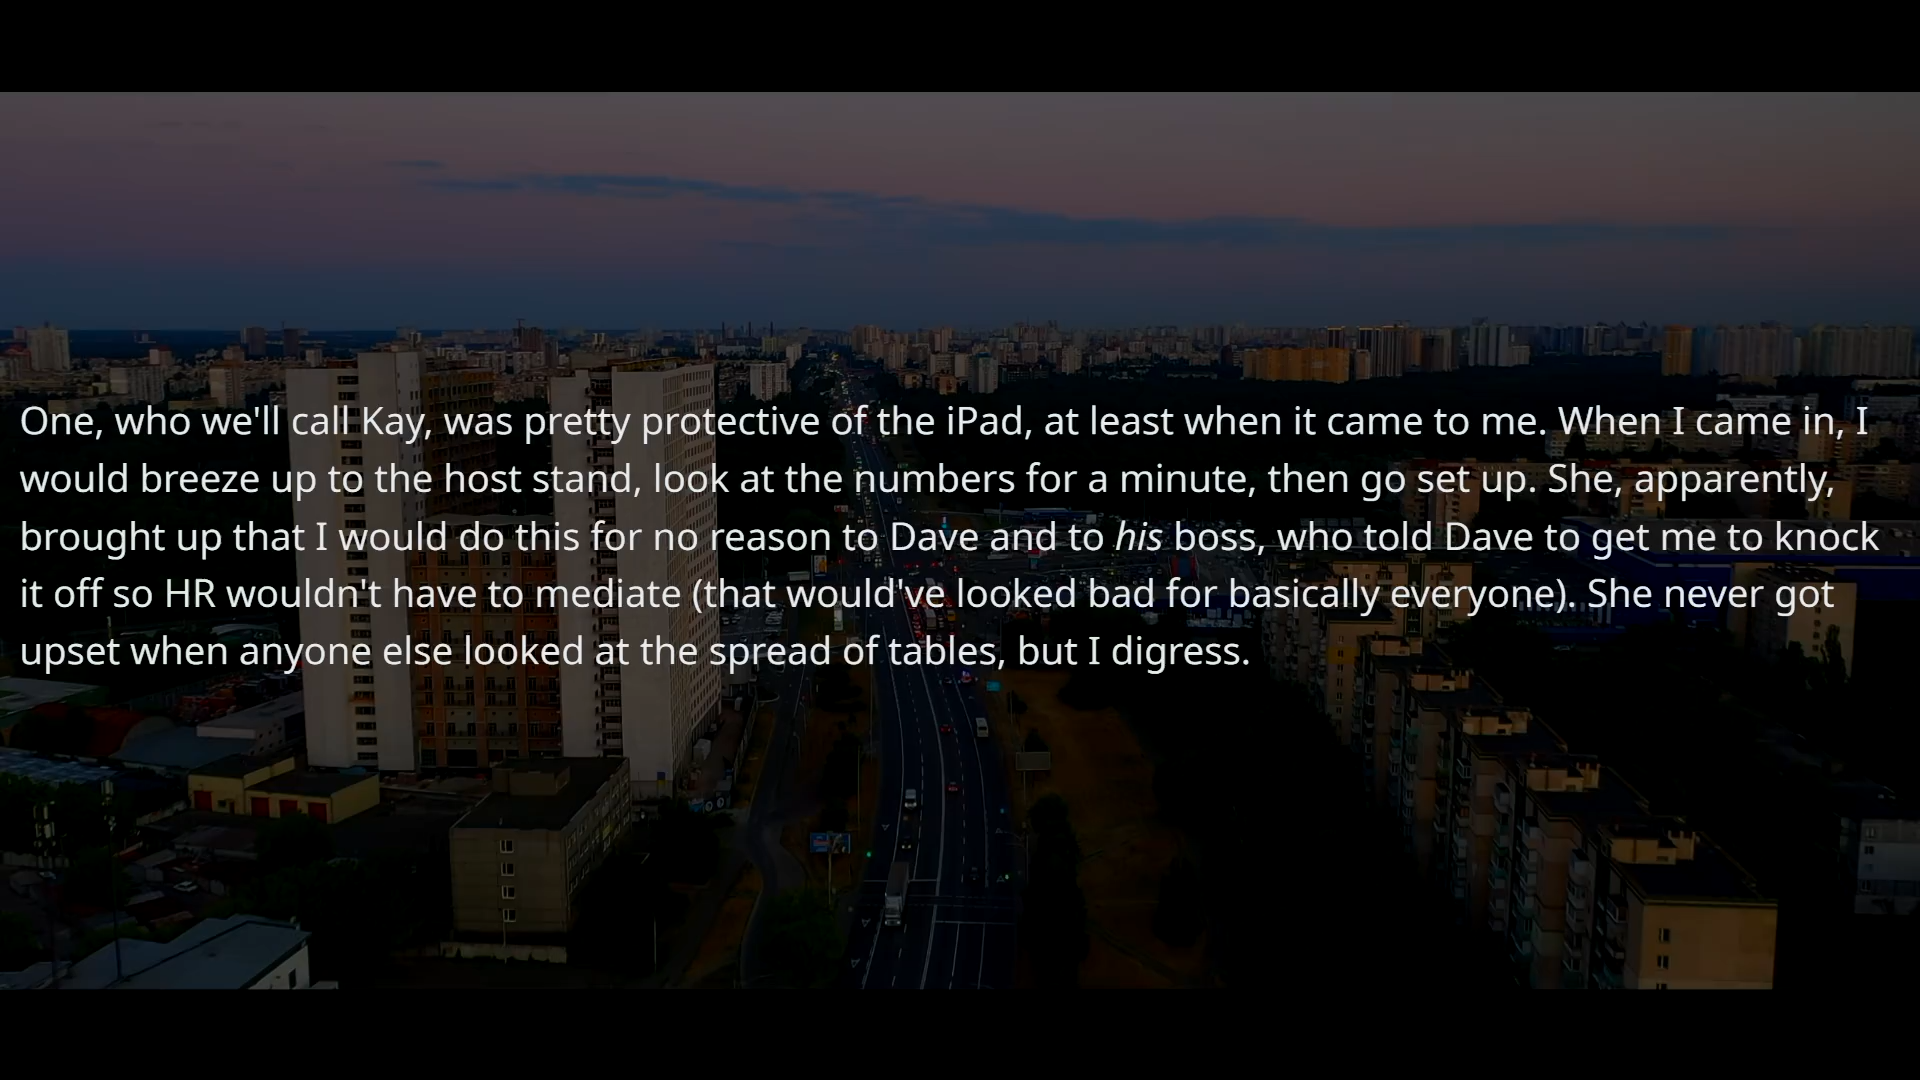 One, who we'll call Kay, was pretty protective of the iPad, at least when it came to me. When I came in, I
would breeze up to the host stand, look at the numbers for a minute, then go set up. She, apparently,
brought up that I would do this for no reason to Dave and to his boss, who told Dave to get me to knock
it off so HR wouldn't have to mediate (that would've looked bad for basically everyone). She never got
upset when anyone else looked at the spread of tables, but I digress.